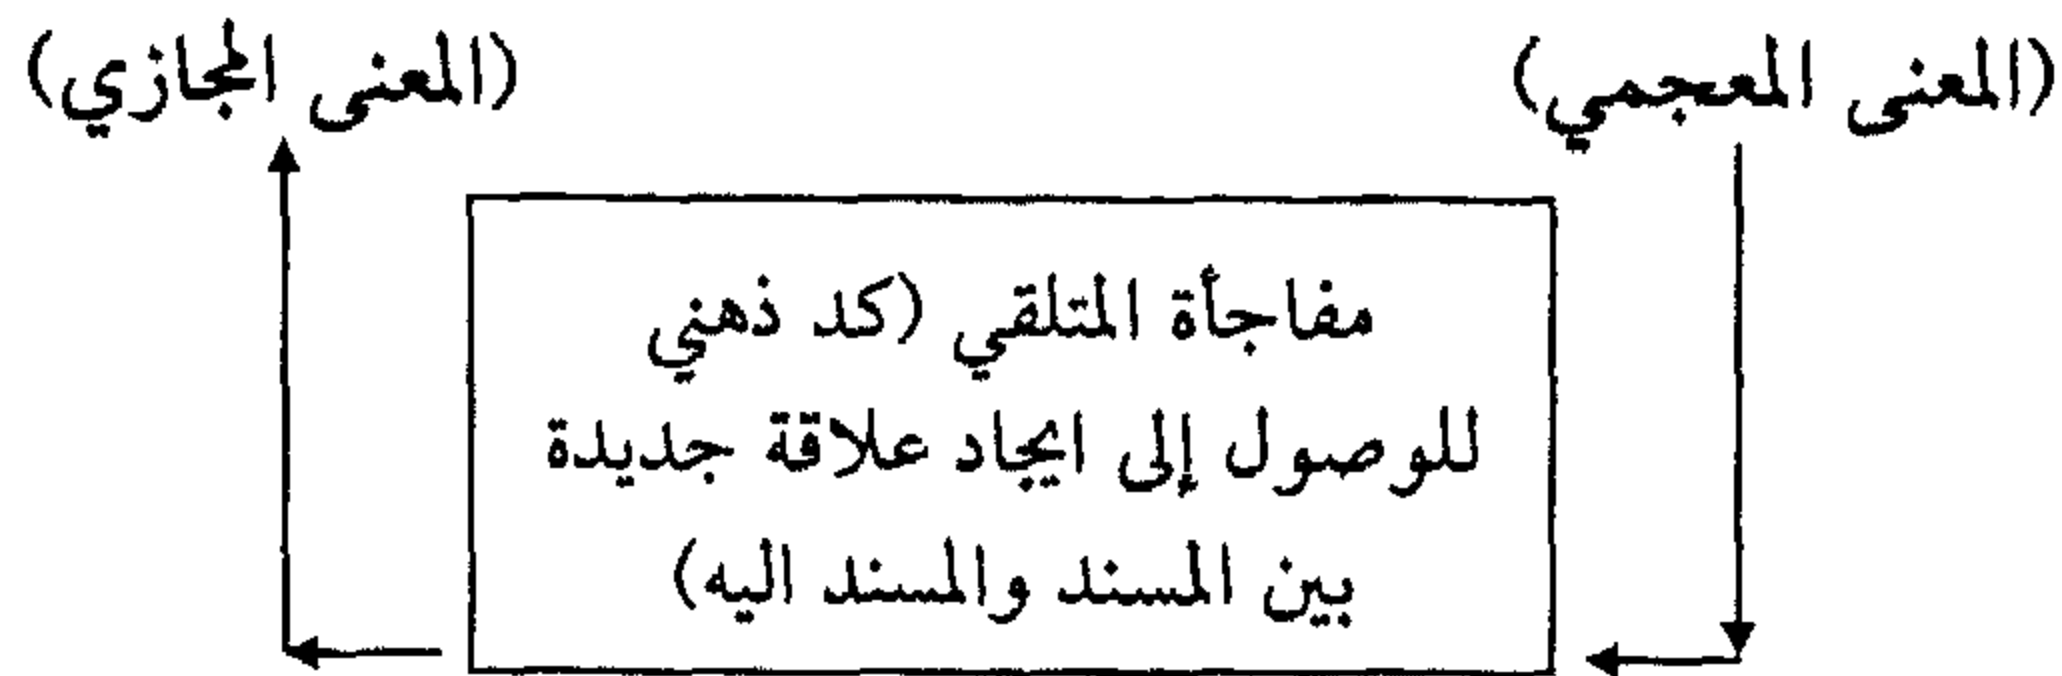 (المعنى المعجمي)
(المعنى المجازي)
مفاجأة المتلقي (كد ذهني
للوصول إلى ايجاد علاقة جديدة
بين المسند والمسند اليه)